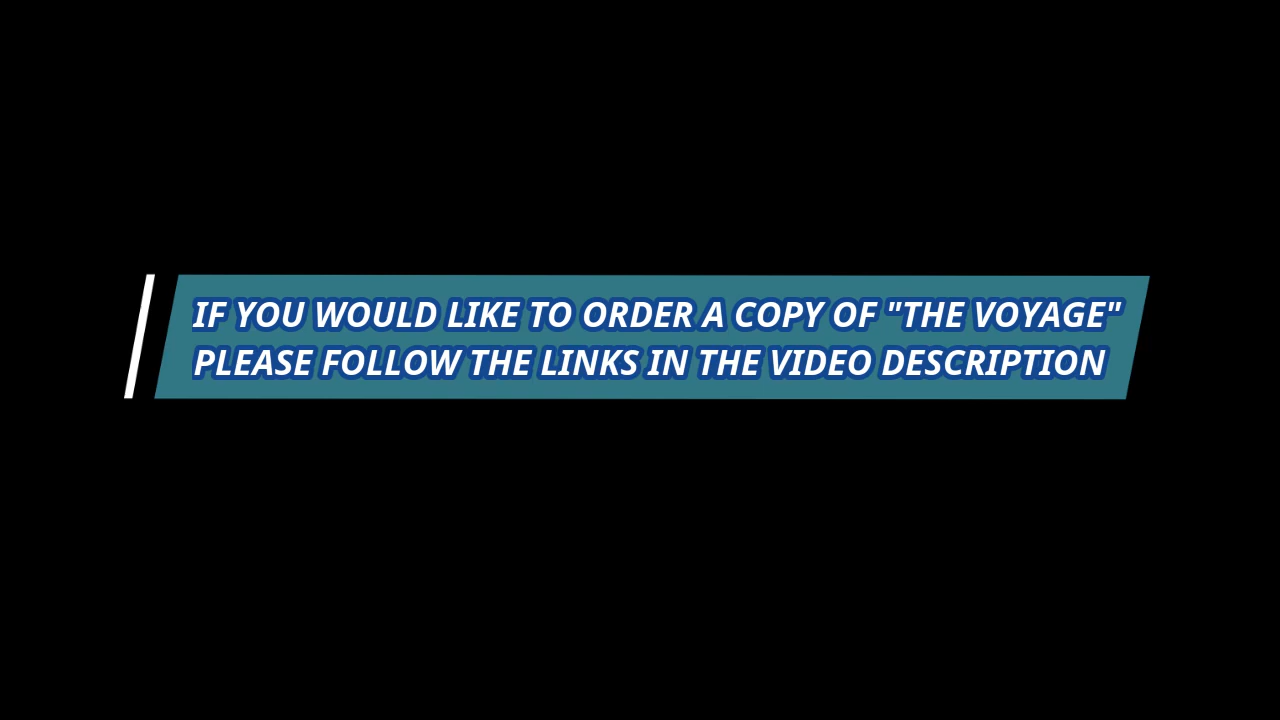 IF YOU WOULD LIKE TO ORDER A COPY OF "THE VOYAGE"
PLEASE FOLLOW THE LINKS IN THE VIDEO DESCRIPTION